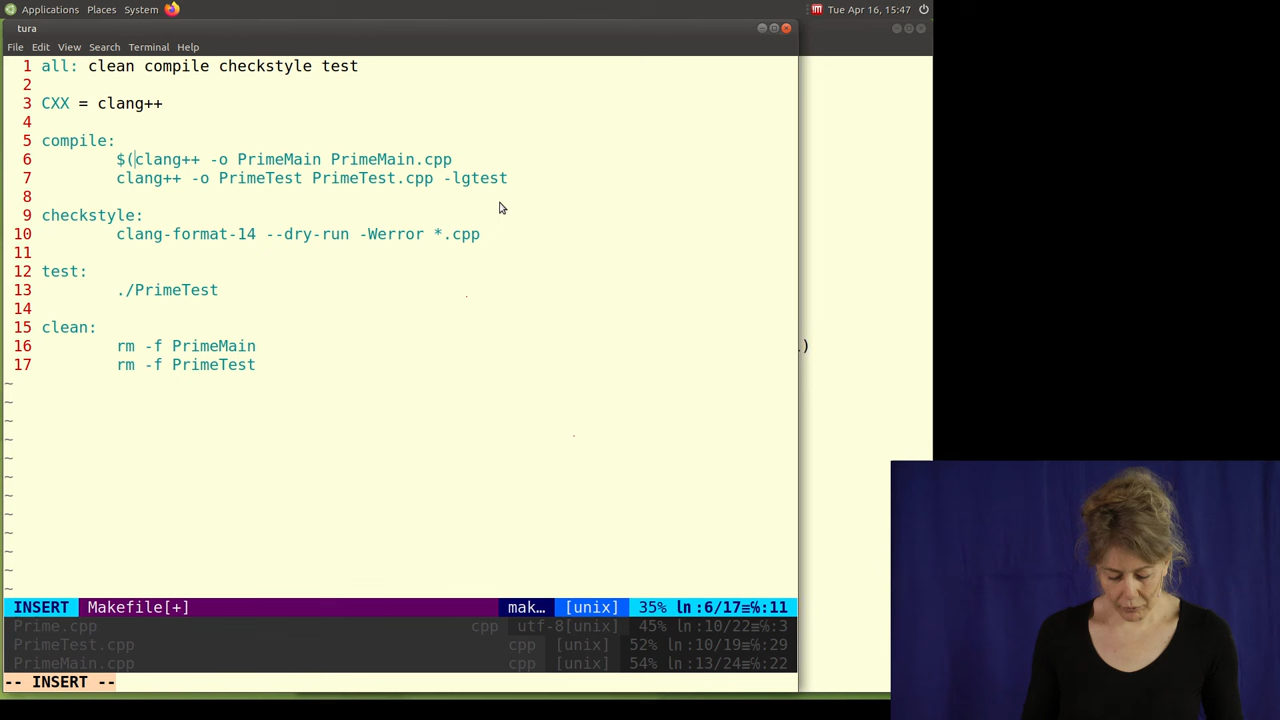 Applications Places System Tue Apr 16, 15:47
tura
File Edit View Search Terminal Help
1 all: clean compile checkstyle test
2
3 CXX = clang++
4
5 compile:
6 $(clang++ -o PrimeMain PrimeMain.cpp
7 clang++ -o PrimeTest PrimeTest.cpp -lgtest
8
9 checkstyle:
10 clang-format-14 --dry-run -Werror *.cpp
11
12 test:
13 ./PrimeTest
14
15 clean:
16 rm -f PrimeMain
17 rm -f PrimeTest
~
~
~
~
~
~
~
~
~
~
~
~
INSERT Makefile[+] mak… [unix] 35% ln:6/17≡℅:11
Prime.cpp cpp utf-8[unix] 45% ln:10/22≡℅:3
PrimeTest.cpp cpp [unix] 52% ln:10/19≡℅:29
PrimeMain.cpp cpp [unix] 54% ln:13/24≡℅:22
-- INSERT --